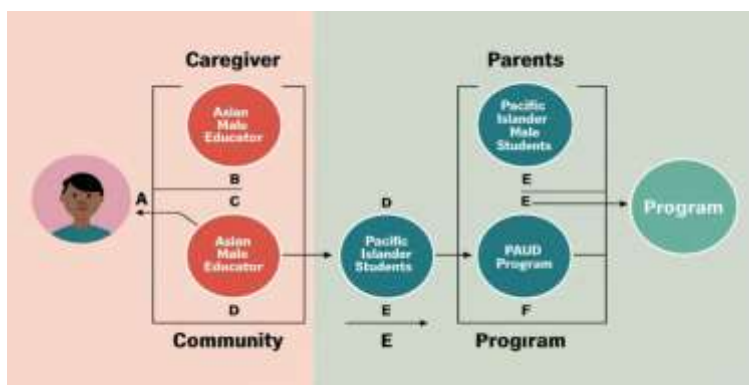 Caregiver
Parents
Asian
Male
Educator
Pacific
Islander
Male
Students
B
E
A
C
D
E
Program
Asian
Male
Educator
Pacific
Islander
Students
PAUD
Program
D
E
F
Community
E
Progıram